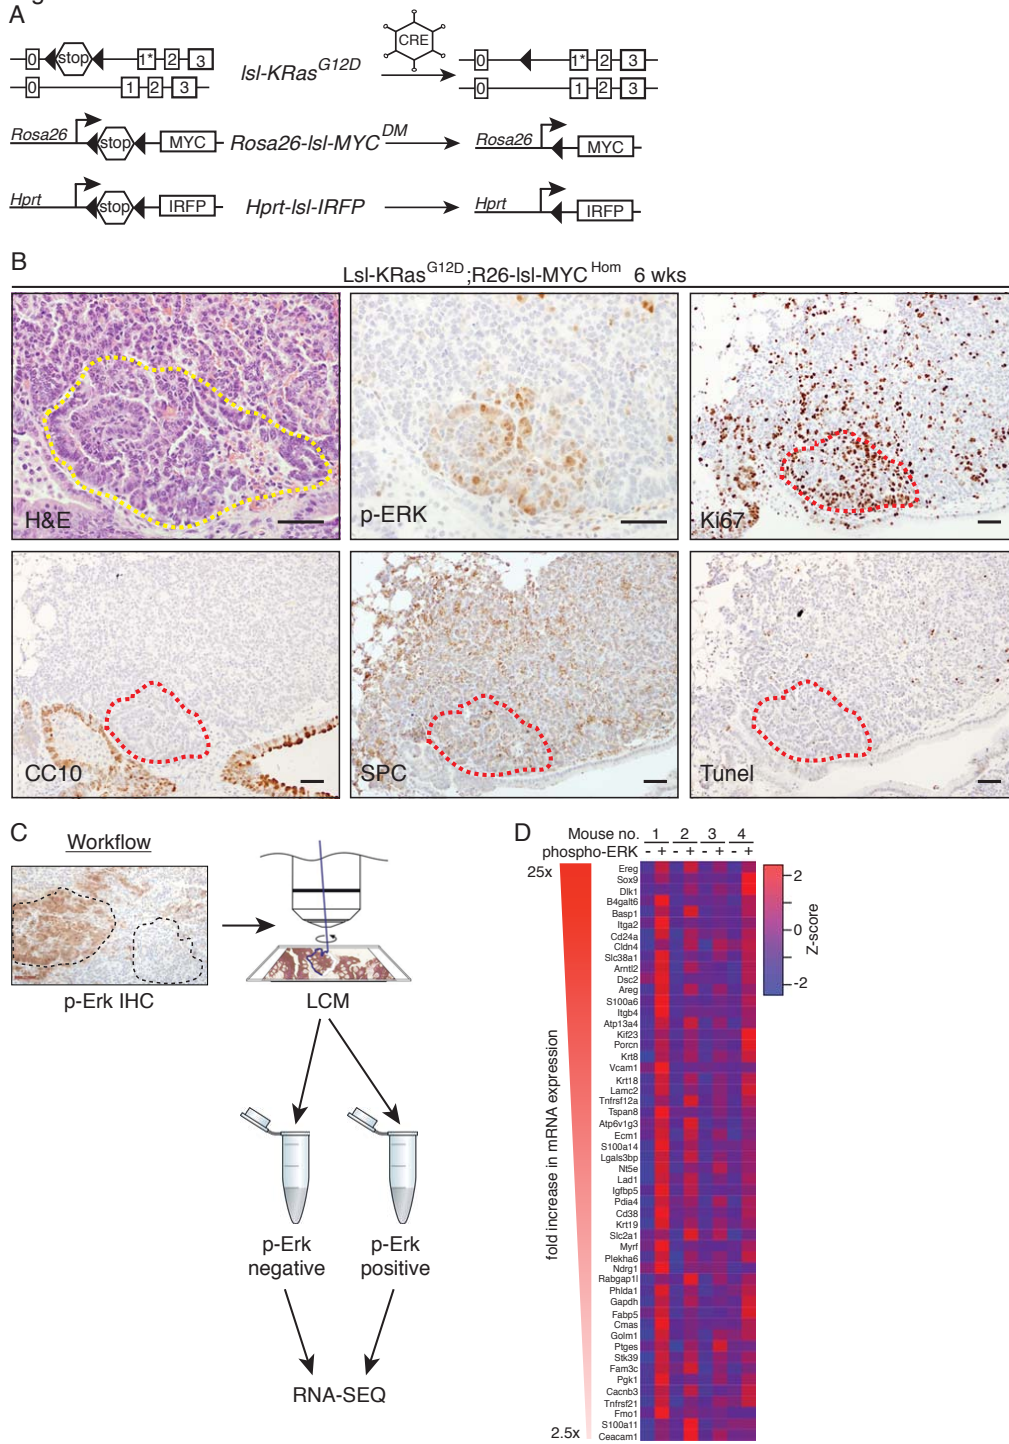 A
0 stop 1* 2 3
lsl-KRas^G12D
CRE
0 1* 2 3
0 1 2 3
0 1 2 3
Rosa26 stop MYC
Rosa26-lsl-MYC^DM
Rosa26 MYC
Hprt stop IRFP
Hprt-lsl-IRFP
Hprt IRFP
B
Lsl-KRas^G12D;R26-lsl-MYC^Hom 6 wks
H&E
p-ERK
Ki67
CC10
SPC
Tunel
C
Workflow
p-Erk IHC
LCM
p-Erk
negative
p-Erk
positive
RNA-SEQ
D
Mouse no. 1 2 3 4
phospho-ERK - + - + - + - +
25x
fold increase in mRNA expression
2.5x
Ereg
Sox9
Dlk1
B4galt6
Basp1
Itga2
Cd24a
Cldn4
Slc38a1
Arntl2
Dsc2
Areg
S100a6
Itgb4
Atp13a4
Kif23
Porcn
Krt8
Vcam1
Krt18
Lamc2
Tnfrsf12a
Tspan8
Atp6v1g3
Ecm1
S100a14
Lgals3bp
Nt5e
Lad1
Igfbp5
Pdia4
Cd38
Krt19
Slc2a1
Myrf
Plekha6
Ndrg1
Rabgap1l
Phlda1
Gapdh
Fabp5
Cmas
Golm1
Ptges
Stk39
Fam3c
Pgk1
Cacnb3
Tnfrsf21
Fmo1
S100a11
Ceacam1
2
0
-2
Z-score